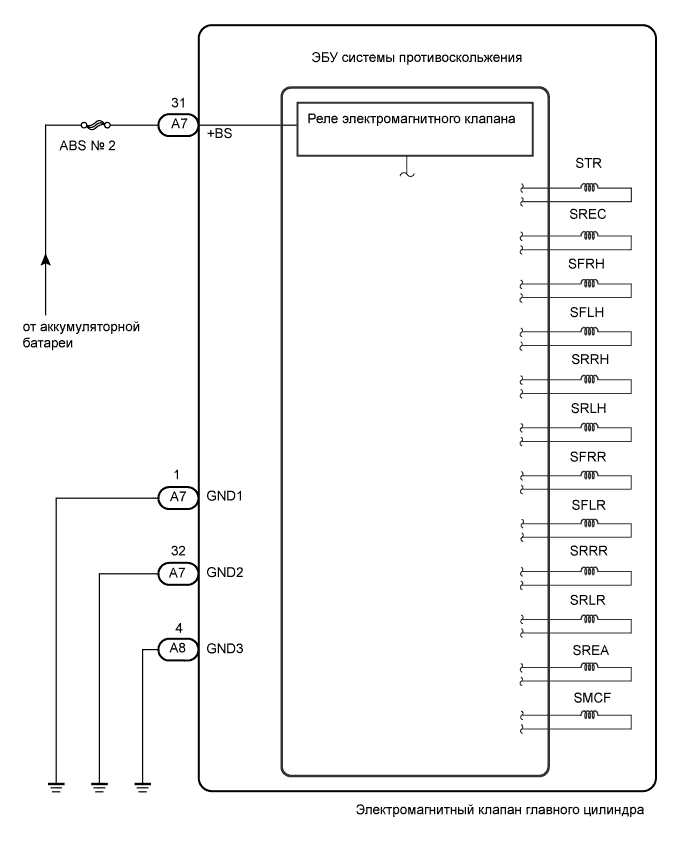 ЭБУ системы противоскольжения
31
A7
+BS
Реле электромагнитного клапана
ABS № 2
STR
SREC
SFRH
SFLH
от аккумуляторной
батареи
SRRH
SRLH
SFRR
1
A7
GND1
SFLR
32
A7
GND2
SRRR
SRLR
4
A8
GND3
SREA
SMCF
Электромагнитный клапан главного цилиндра